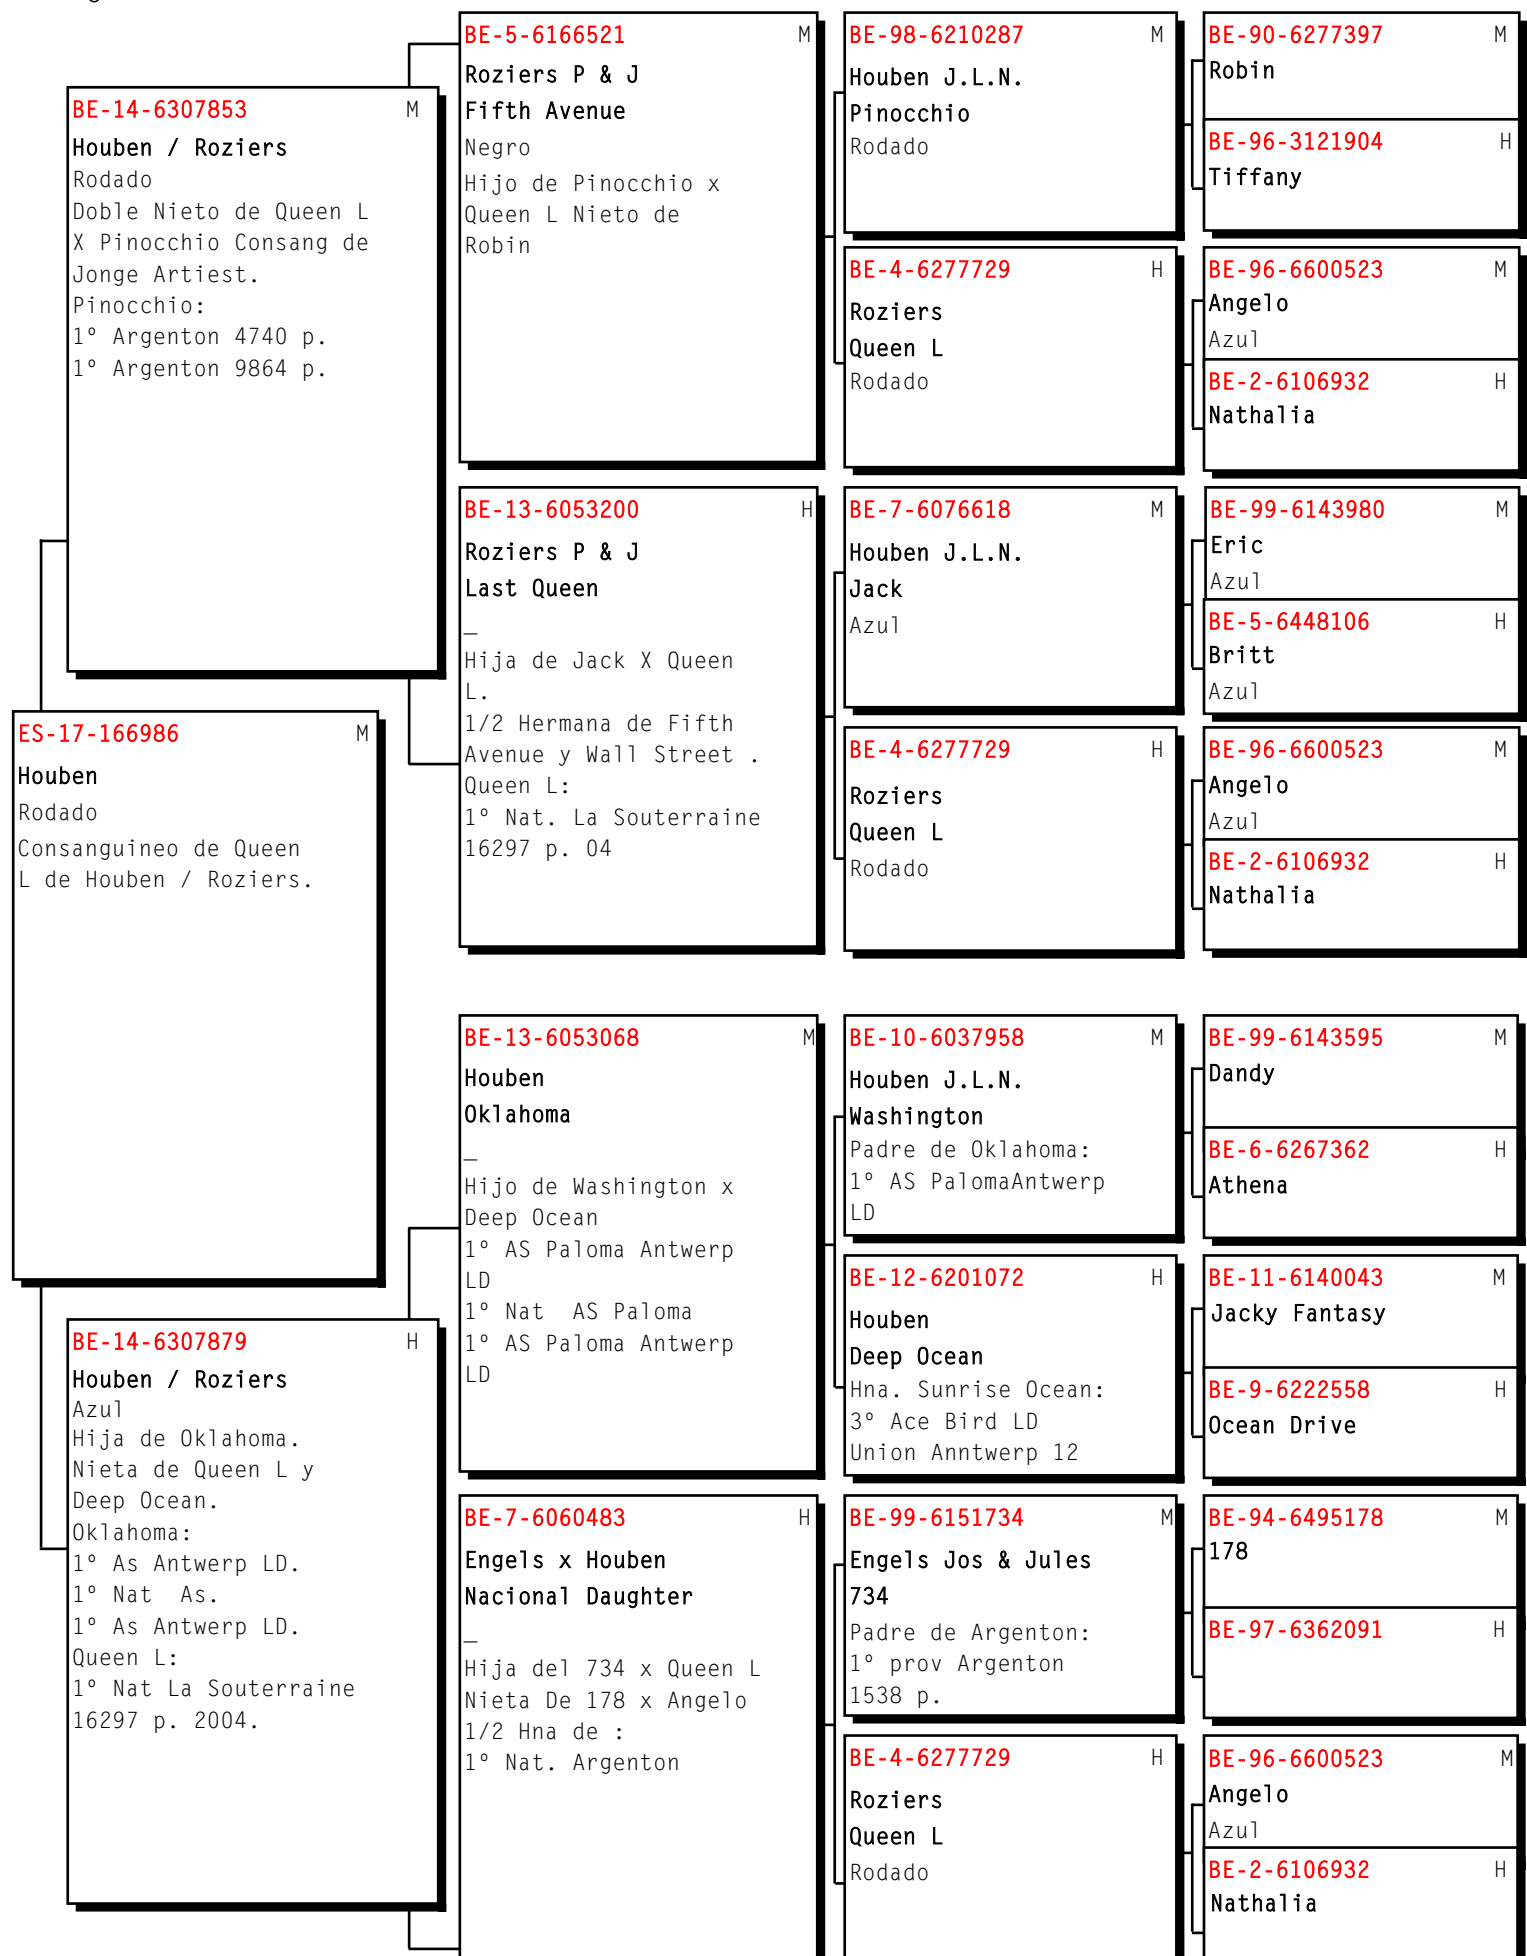 BE-14-6307853 M
Houben / Roziers
Rodado
Doble Nieto de Queen L
X Pinocchio Consang de
Jonge Artiest.
Pinocchio:
1º Argenton 4740 p.
1º Argenton 9864 p.
ES-17-166986 M
Houben
Rodado
Consanguineo de Queen
L de Houben / Roziers.
BE-14-6307879 H
Houben / Roziers
Azul
Hija de Oklahoma.
Nieta de Queen L y
Deep Ocean.
Oklahoma:
1º As Antwerp LD.
1º Nat  As.
1º As Antwerp LD.
Queen L:
1º Nat La Souterraine
16297 p. 2004.
BE-5-6166521 M
Roziers P & J
Fifth Avenue
Negro
Hijo de Pinocchio x
Queen L Nieto de
Robin
BE-13-6053200 H
Roziers P & J
Last Queen
_
Hija de Jack X Queen
L.
1/2 Hermana de Fifth
Avenue y Wall Street .
Queen L:
1º Nat. La Souterraine
16297 p. 04
BE-13-6053068 M
Houben
Oklahoma
_
Hijo de Washington x
Deep Ocean
1º AS Paloma Antwerp
LD
1º Nat  AS Paloma
1º AS Paloma Antwerp
LD
BE-7-6060483 H
Engels x Houben
Nacional Daughter
_
Hija del 734 x Queen L
Nieta De 178 x Angelo
1/2 Hna de :
1º Nat. Argenton
BE-98-6210287 M
Houben J.L.N.
Pinocchio
Rodado
BE-4-6277729 H
Roziers
Queen L
Rodado
BE-7-6076618 M
Houben J.L.N.
Jack
Azul
BE-4-6277729 H
Roziers
Queen L
Rodado
BE-10-6037958 M
Houben J.L.N.
Washington
Padre de Oklahoma:
1º AS PalomaAntwerp
LD
BE-12-6201072 H
Houben
Deep Ocean
Hna. Sunrise Ocean:
3º Ace Bird LD
Union Anntwerp 12
BE-99-6151734 M
Engels Jos & Jules
734
Padre de Argenton:
1º prov Argenton
1538 p.
BE-4-6277729 H
Roziers
Queen L
Rodado
BE-90-6277397 M
Robin
BE-96-3121904 H
Tiffany
BE-96-6600523 M
Angelo
Azul
BE-2-6106932 H
Nathalia
BE-99-6143980 M
Eric
Azul
BE-5-6448106 H
Britt
Azul
BE-96-6600523 M
Angelo
Azul
BE-2-6106932 H
Nathalia
BE-99-6143595 M
Dandy
BE-6-6267362 H
Athena
BE-11-6140043 M
Jacky Fantasy
BE-9-6222558 H
Ocean Drive
BE-94-6495178 M
178
BE-97-6362091 H
BE-96-6600523 M
Angelo
Azul
BE-2-6106932 H
Nathalia